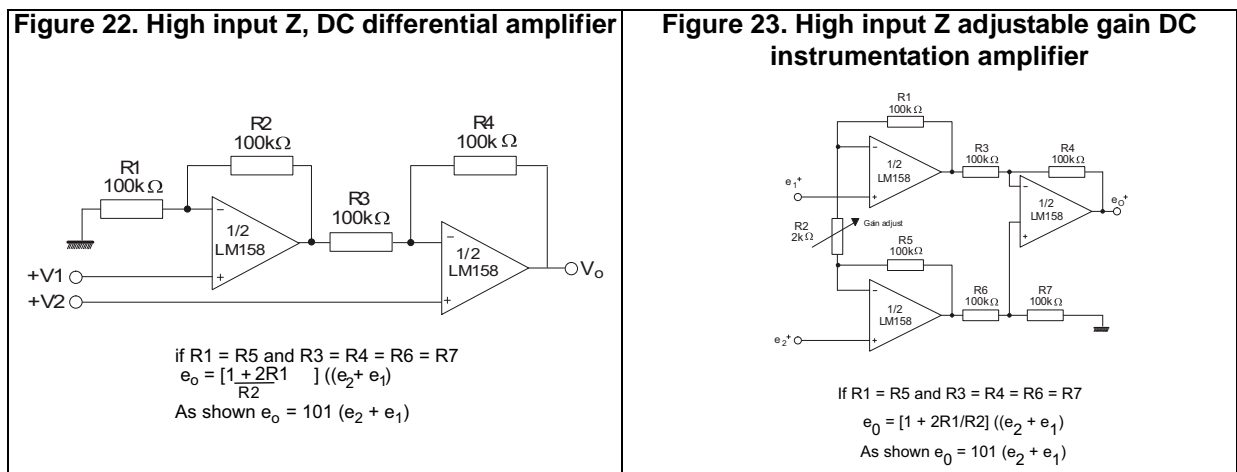 Figure 22. High input Z, DC differential amplifier
R1
100kΩ
R2
100kΩ
R3
100kΩ
R4
100kΩ
1/2
LM158
1/2
LM158
+V1
+V2
Vo
if R1 = R5 and R3 = R4 = R6 = R7
eo = [1 + 2R1 ] ((e2+ e1)
R2
As shown eo = 101 (e2 + e1)
Figure 23. High input Z adjustable gain DC
instrumentation amplifier
R1
100kΩ
1/2
LM158
R3
100kΩ
R4
100kΩ
e1+
1/2
LM158
eO+
R2
2kΩ
Gain adjust
R5
100kΩ
1/2
LM158
R6
100kΩ
R7
100kΩ
e2+
If R1 = R5 and R3 = R4 = R6 = R7
e0 = [1 + 2R1/R2] ((e2 + e1)
As shown e0 = 101 (e2 + e1)